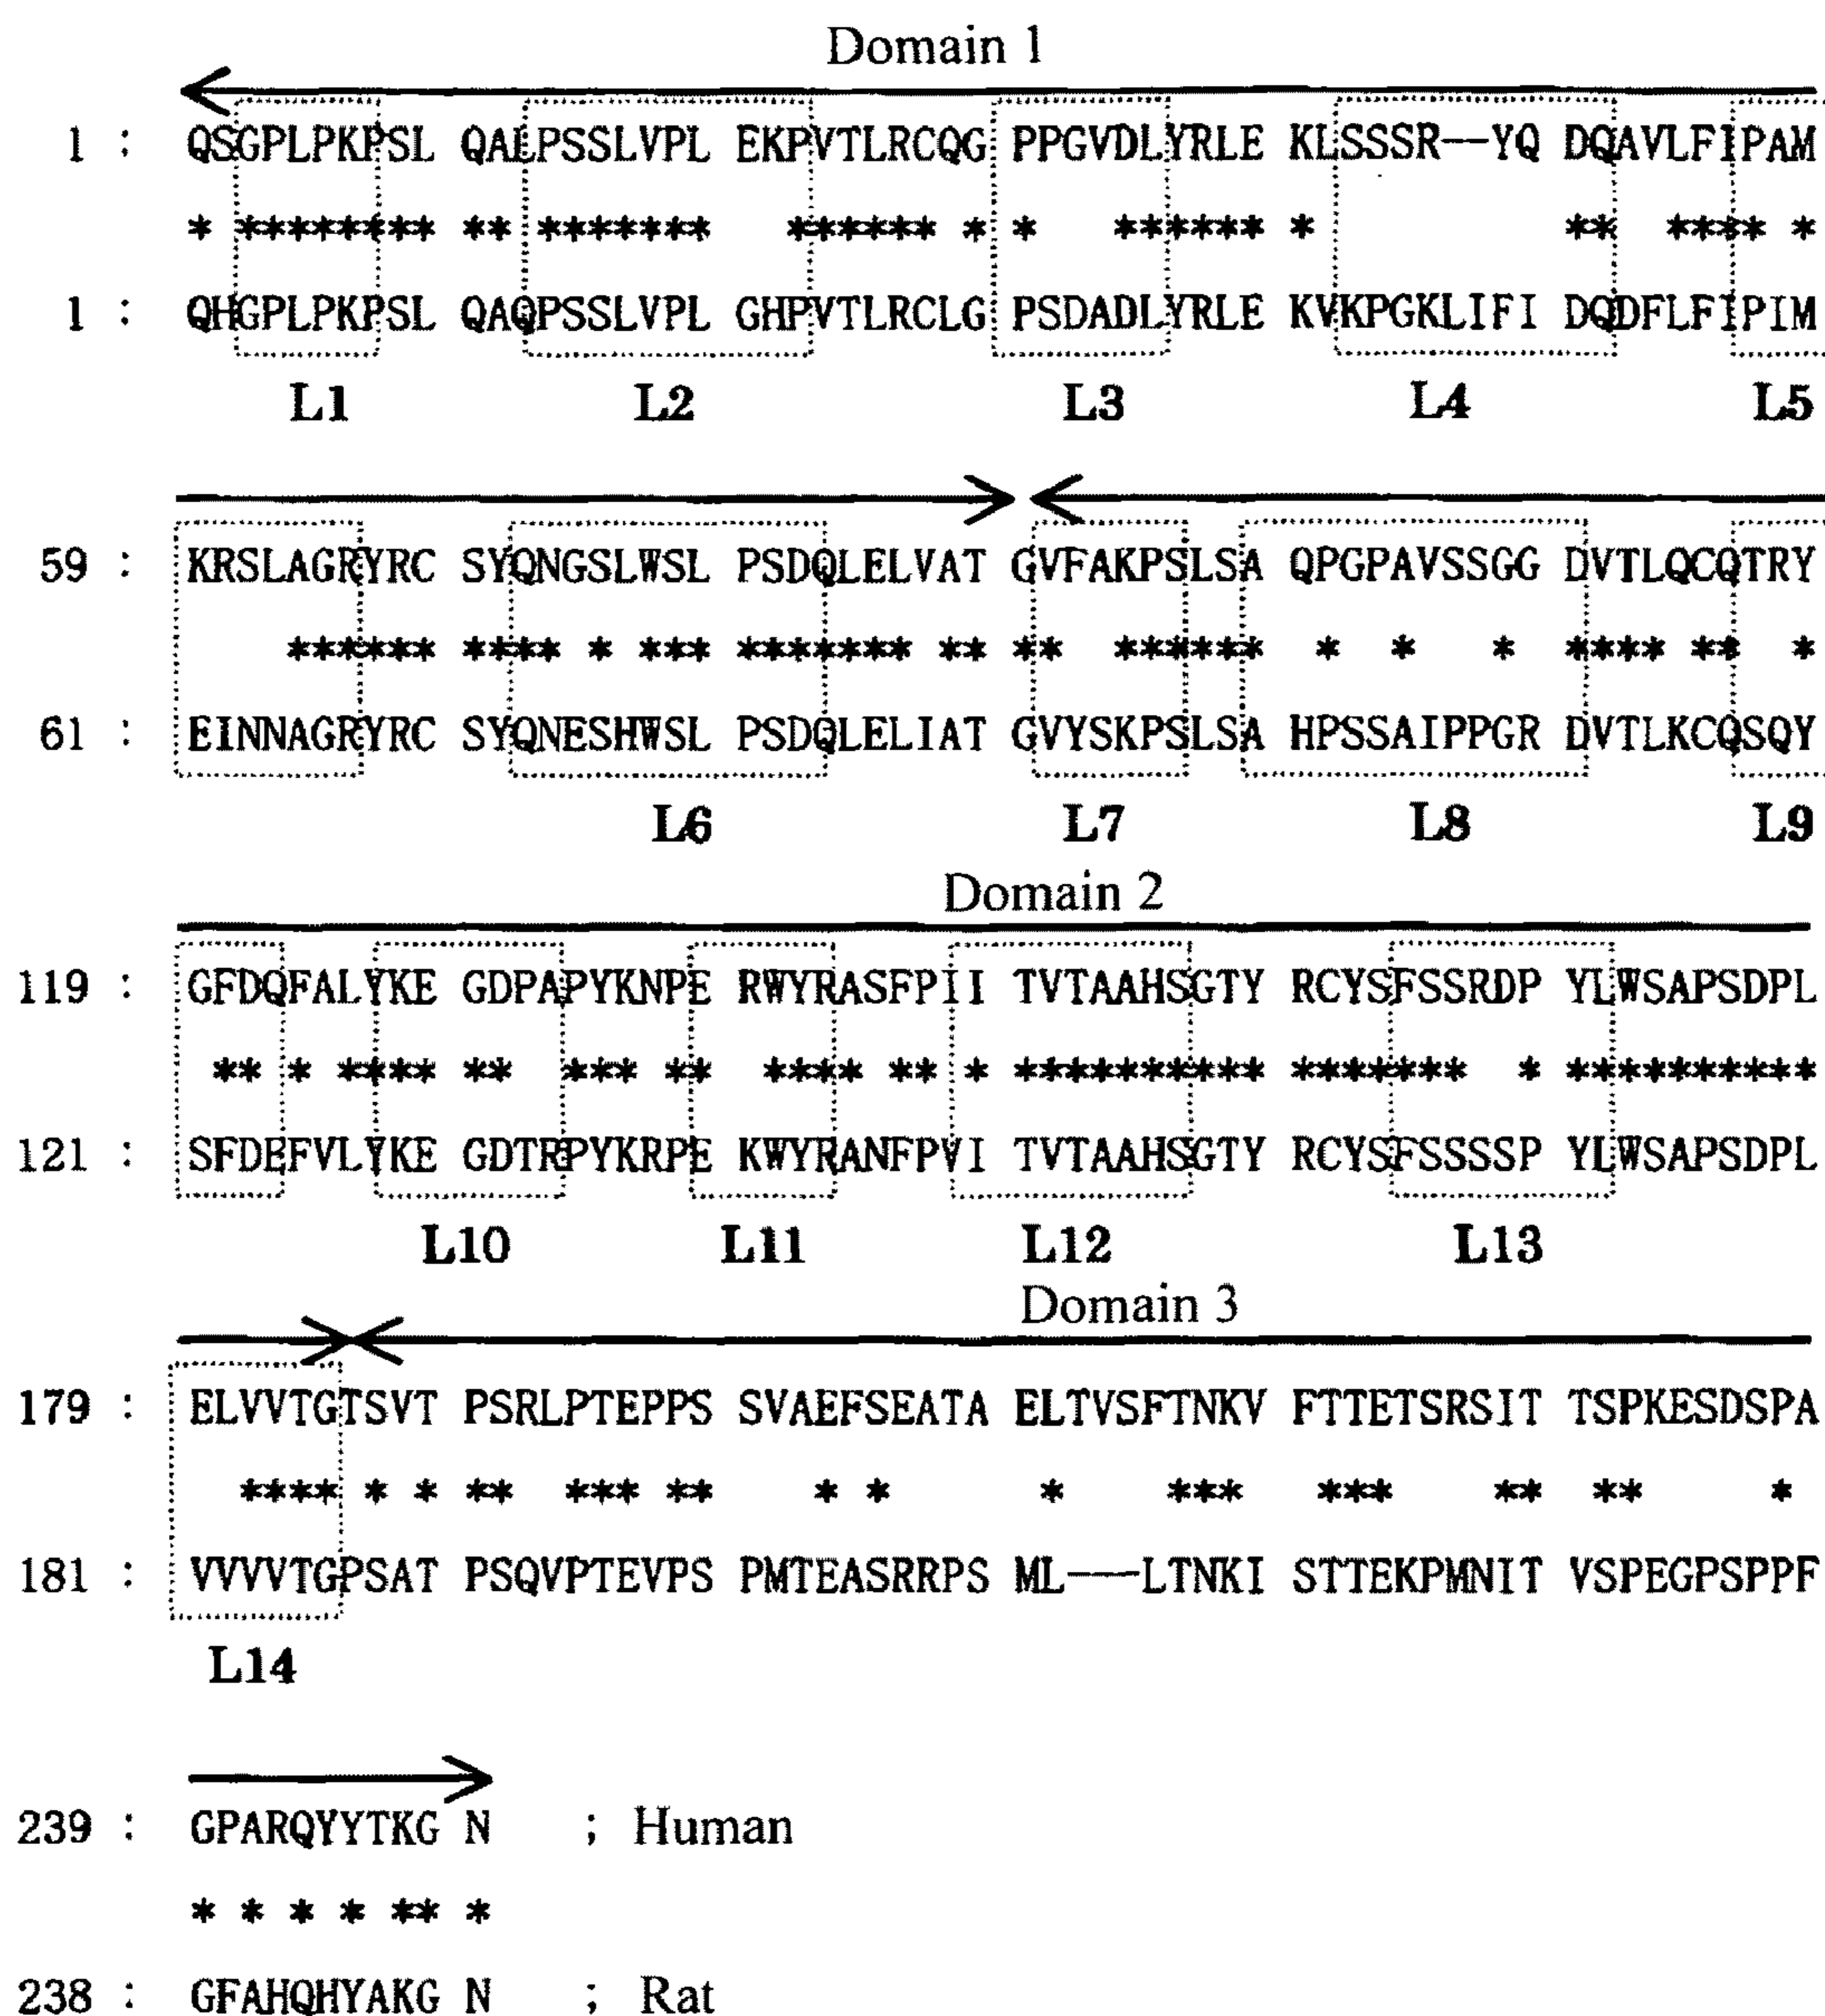 Domain 1
1 : QSGPLPKPSL QALPSSLVPL EKPVTLRCQG PPGVDLYRLE KLSSSR--YQ DQAVLFIPAM
* ******** ** ******* ****** * * ****** * ** **** *
1 : QHGPLPKPSL QAQPSSLVPL GHPVTLRCLG PSDADLYRLE KVKPGKLIFI DQDFLFIPIM
L1 L2 L3 L4 L5
59 : KRSLAGRYRC SYQNGSLWSL PSDQLELVAT GVFAKPSLSA QPGPAVSSGG DVTLQCQTRY
****** **** * *** ******* ** ** ****** * * * **** ** *
61 : EINNAGRYRC SYQNESHWSL PSDQLELIAT GVYSKPSLSA HPSSAIPPGR DVTLKCQSQY
L6 L7 L8 L9
Domain 2
119 : GFDQFALYKE GDPAPYKNPE RWYRASFPII TVTAAHSGTY RCYSFSSRDP YLWSAPSDPL
** * **** ** *** ** **** ** * ********** ******* * **********
121 : SFDEFVLYKE GDTRPYKRPE KWYRANFPVI TVTAAHSGTY RCYSFSSSSP YLWSAPSDPL
L10 L11 L12 L13
Domain 3
179 : ELVVTGTSVT PSRLPTEPPS SVAEFSEATA ELTVSFTNKV FTTETSRSIT TSPKESDSPA
**** * * ** *** ** * * * *** *** ** ** *
181 : VVVVTGPSAT PSQVPTEVPS PMTEASRRPS ML---LTNKI STTEKPMNIT VSPEGPSPPF
L14
239 : GPARQYYTKG N ; Human
* * * * ** *
238 : GFAHQHYAKG N ; Rat